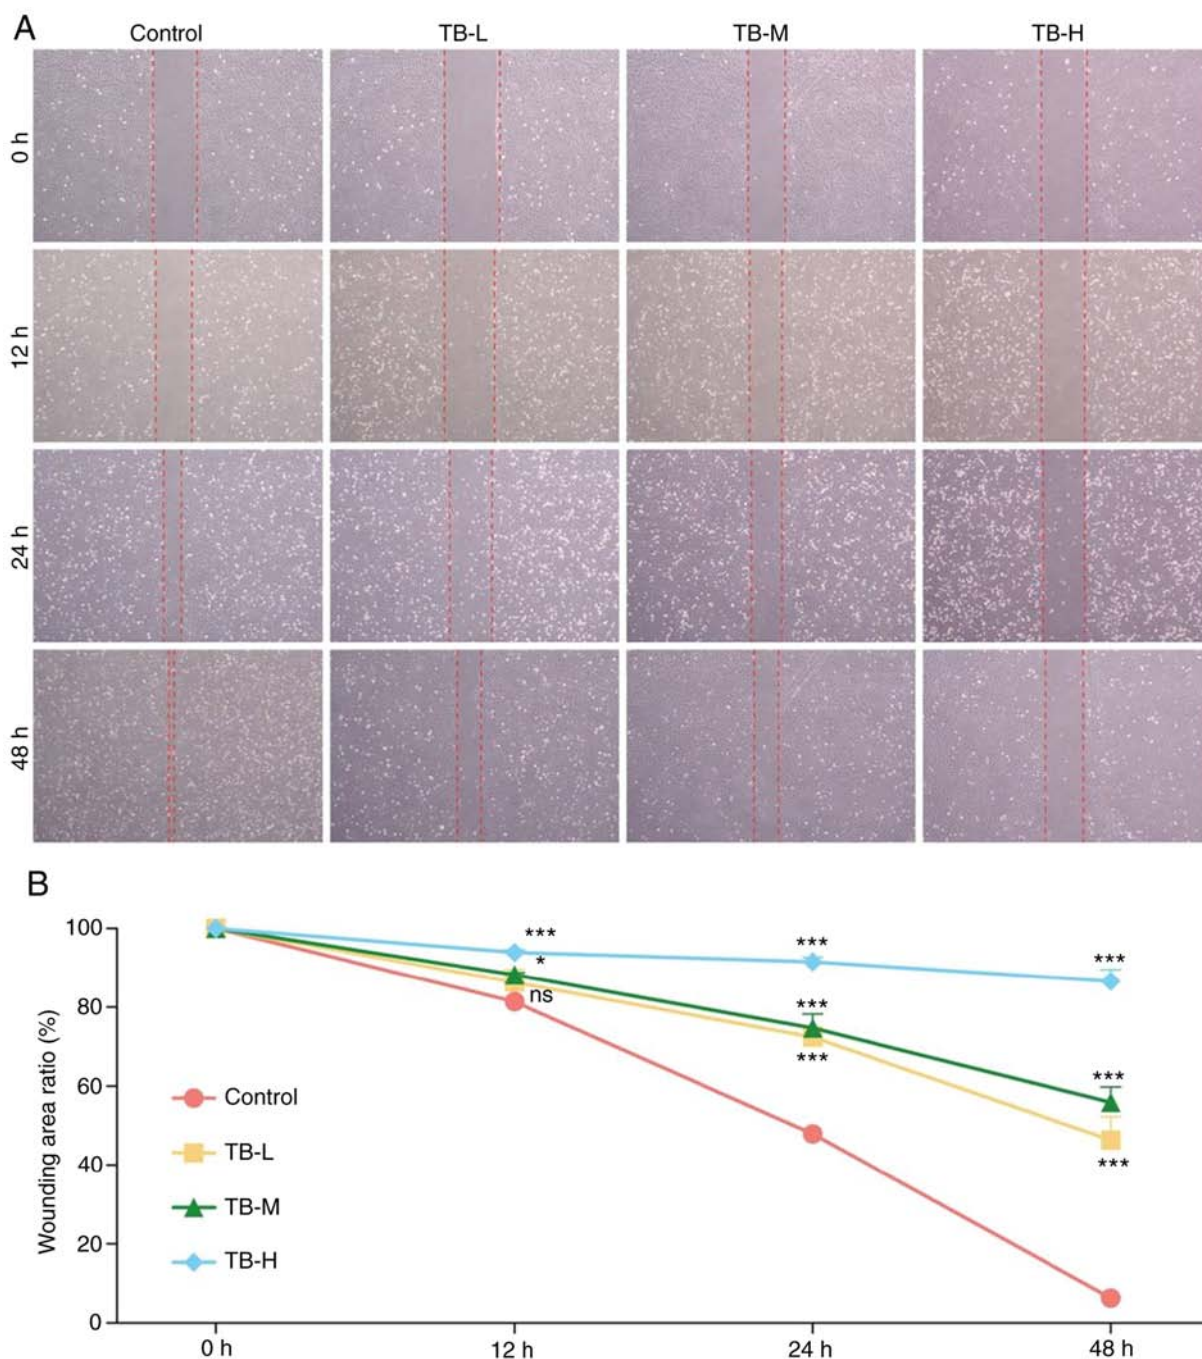 A
Control TB-L TB-M TB-H
0 h
12 h
24 h
48 h
B
Wounding area ratio (%)
100
80
60
40
20
0
***
*
ns
***
***
***
***
***
***
Control
TB-L
TB-M
TB-H
0 h 12 h 24 h 48 h